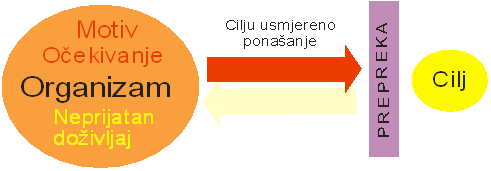 Motiv
Očekivanje
Organizam
Neprijatan
doživljaj
Cilju usmjereno
ponašanje
PREPREKA
Cilj